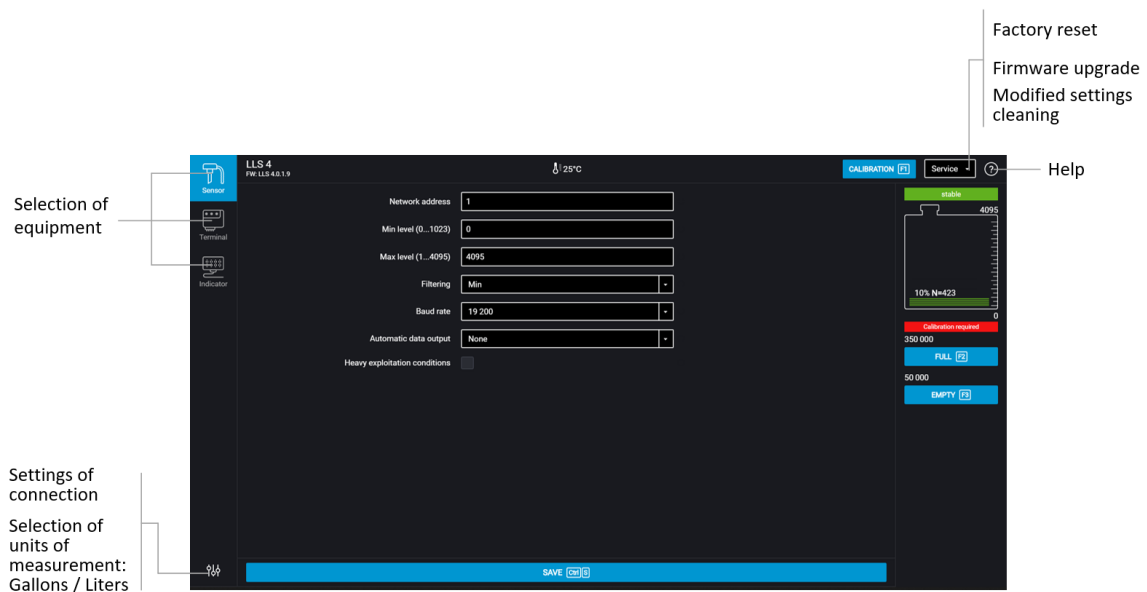 Factory reset
Firmware upgrade
Modified settings
cleaning
Help
Selection of
equipment
Settings of
connection
Selection of
units of
measurement:
Gallons / Liters
Sensor
Terminal
Indicator
LLS 4
FW: LLS 4.0.1.9
25°C
CALIBRATION F1
Service
?
Network address 1
Min level (0...1023) 0
Max level (1...4095) 4095
Filtering Min
Baud rate 19 200
Automatic data output None
Heavy exploitation conditions
stable
4095
10% N=423
0
Calibration required
350 000
FULL F2
50 000
EMPTY F3
SAVE Ctrl S